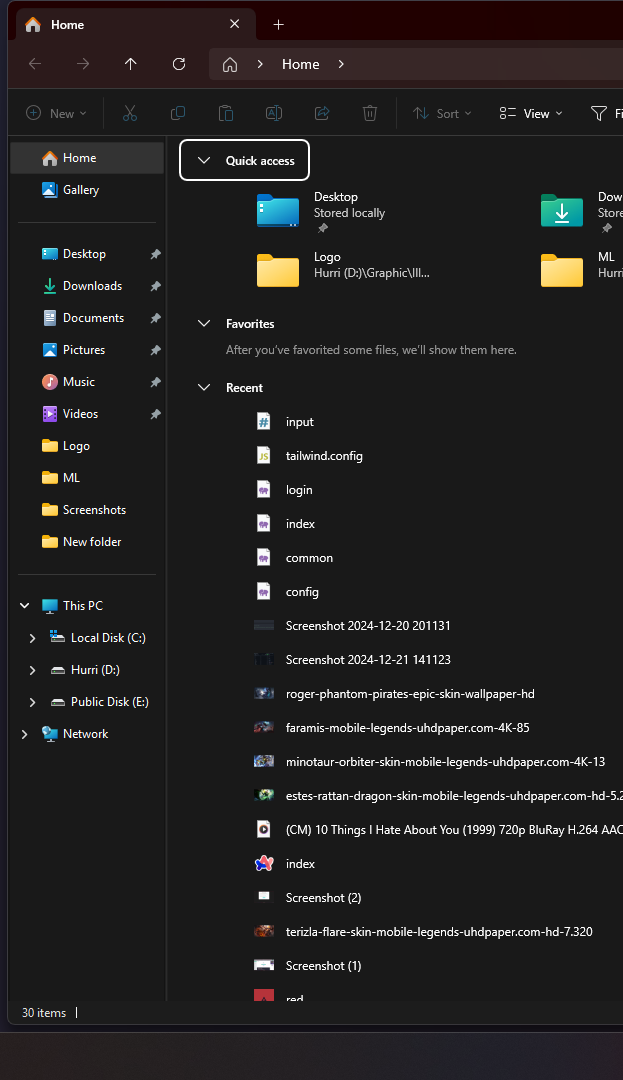 Home
Home
New
Sort
View
Home
Gallery
Desktop
Downloads
Documents
Pictures
Music
Videos
Logo
ML
Screenshots
New folder
This PC
Local Disk (C:)
Hurri (D:)
Public Disk (E:)
Network
Quick access
Desktop
Stored locally
Logo
Hurri (D:)\Graphic\Ill...
ML
Favorites
After you've favorited some files, we'll show them here.
Recent
input
tailwind.config
login
index
common
config
Screenshot 2024-12-20 201131
Screenshot 2024-12-21 141123
roger-phantom-pirates-epic-skin-wallpaper-hd
faramis-mobile-legends-uhdpaper.com-4K-85
minotaur-orbiter-skin-mobile-legends-uhdpaper.com-4K-13
estes-rattan-dragon-skin-mobile-legends-uhdpaper.com-hd-5.2
(CM) 10 Things I Hate About You (1999) 720p BluRay H.264 AAC
index
Screenshot (2)
terizla-flare-skin-mobile-legends-uhdpaper.com-hd-7.320
Screenshot (1)
red
30 items